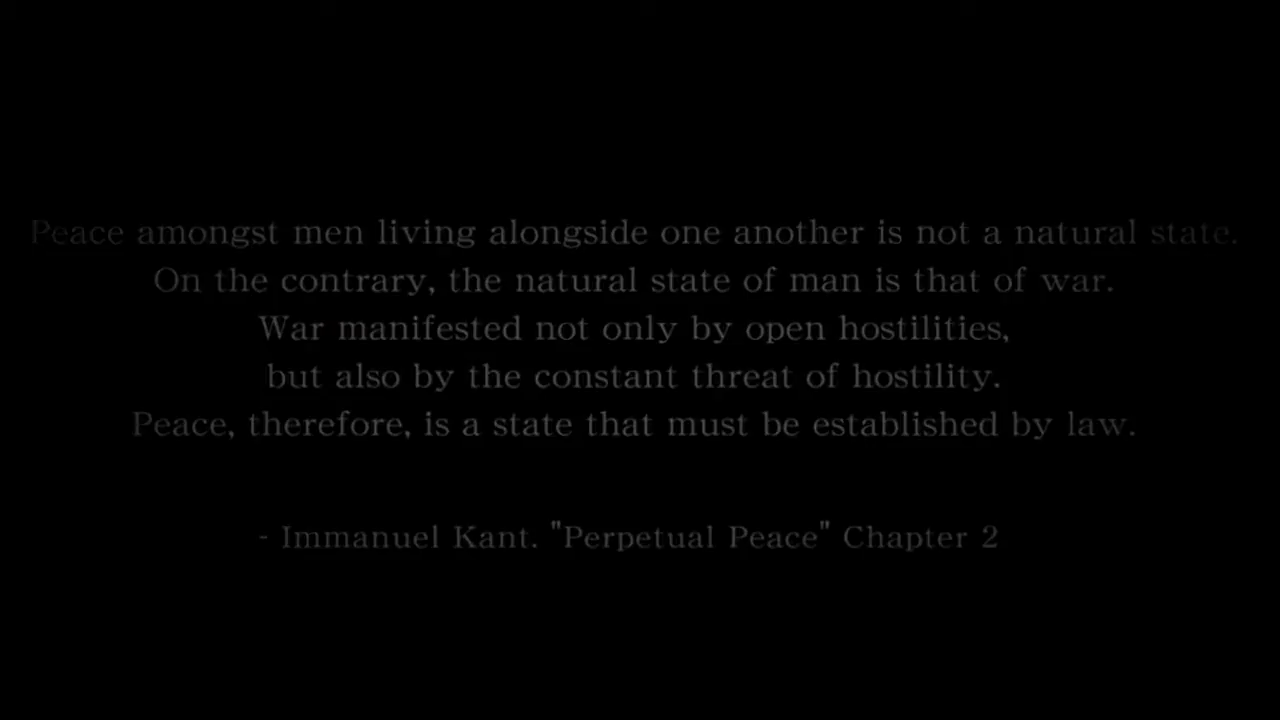 Peace amongst men living alongside one another is not a natural state.
On the contrary, the natural state of man is that of war.
War manifested not only by open hostilities,
but also by the constant threat of hostility.
Peace, therefore, is a state that must be established by law.
- Immanuel Kant. "Perpetual Peace" Chapter 2